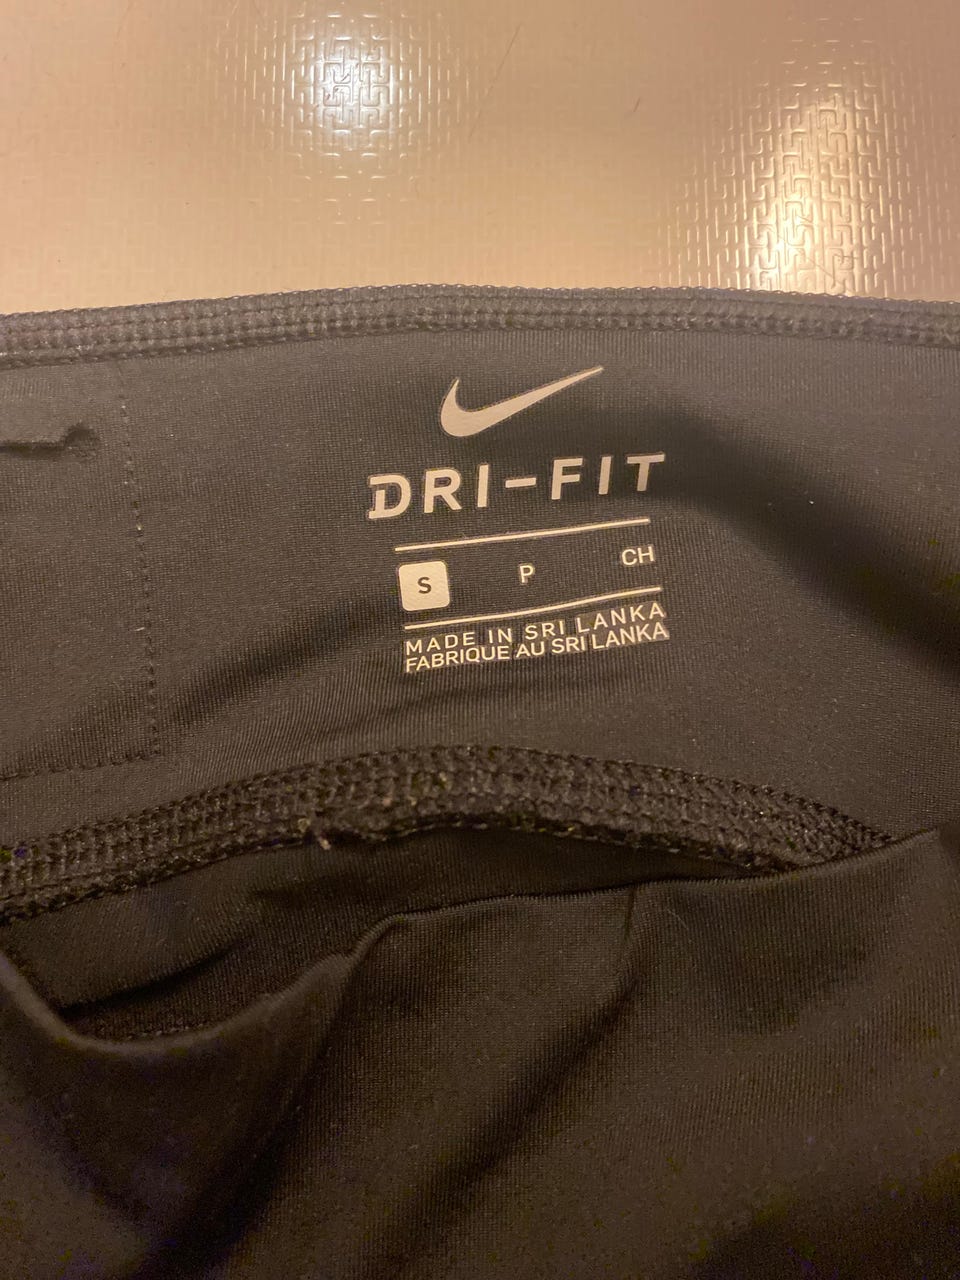 DRI-FIT
S P CH
MADE IN SRI LANKA
FABRIQUE AU SRI LANKA